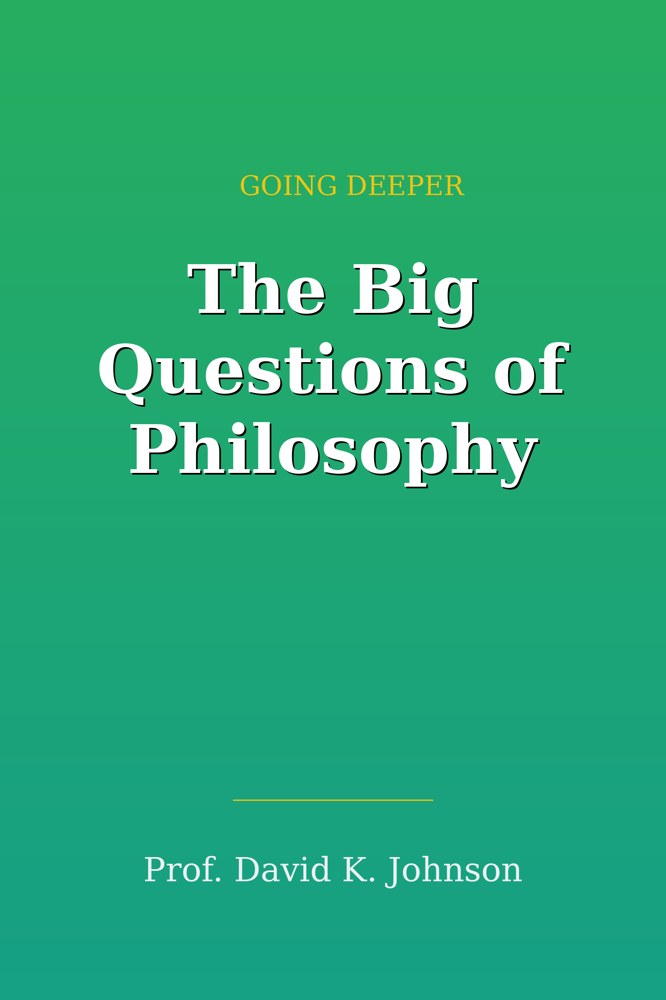 GOING DEEPER
The Big
Questions of
Philosophy
Prof. David K. Johnson